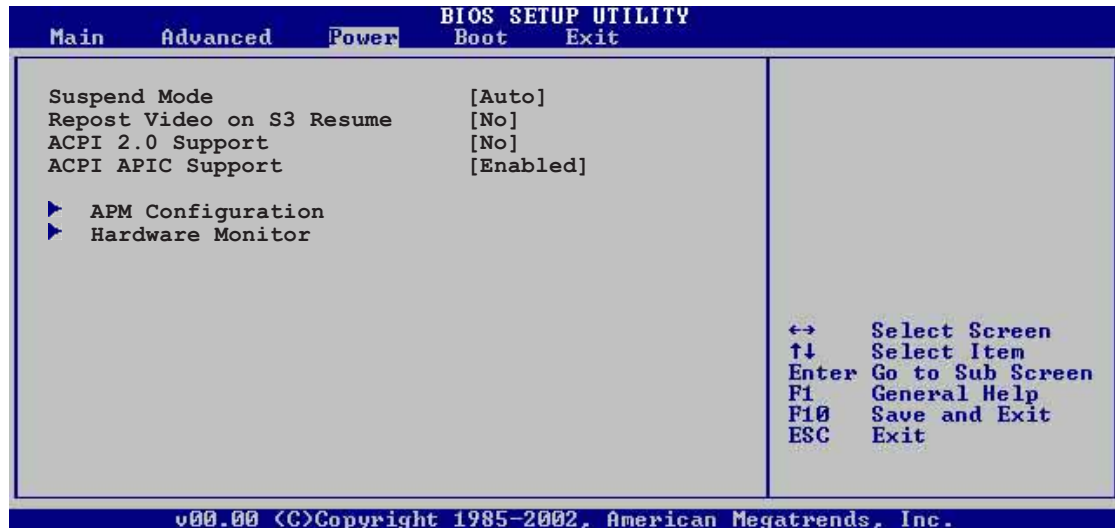 BIOS SETUP UTILITY
Main Advanced Power Boot Exit
Suspend Mode [Auto]
Repost Video on S3 Resume [No]
ACPI 2.0 Support [No]
ACPI APIC Support [Enabled]
APM Configuration
Hardware Monitor
←→ Select Screen
↑↓ Select Item
Enter Go to Sub Screen
F1 General Help
F10 Save and Exit
ESC Exit
v00.00 (C)Copyright 1985-2002, American Megatrends, Inc.